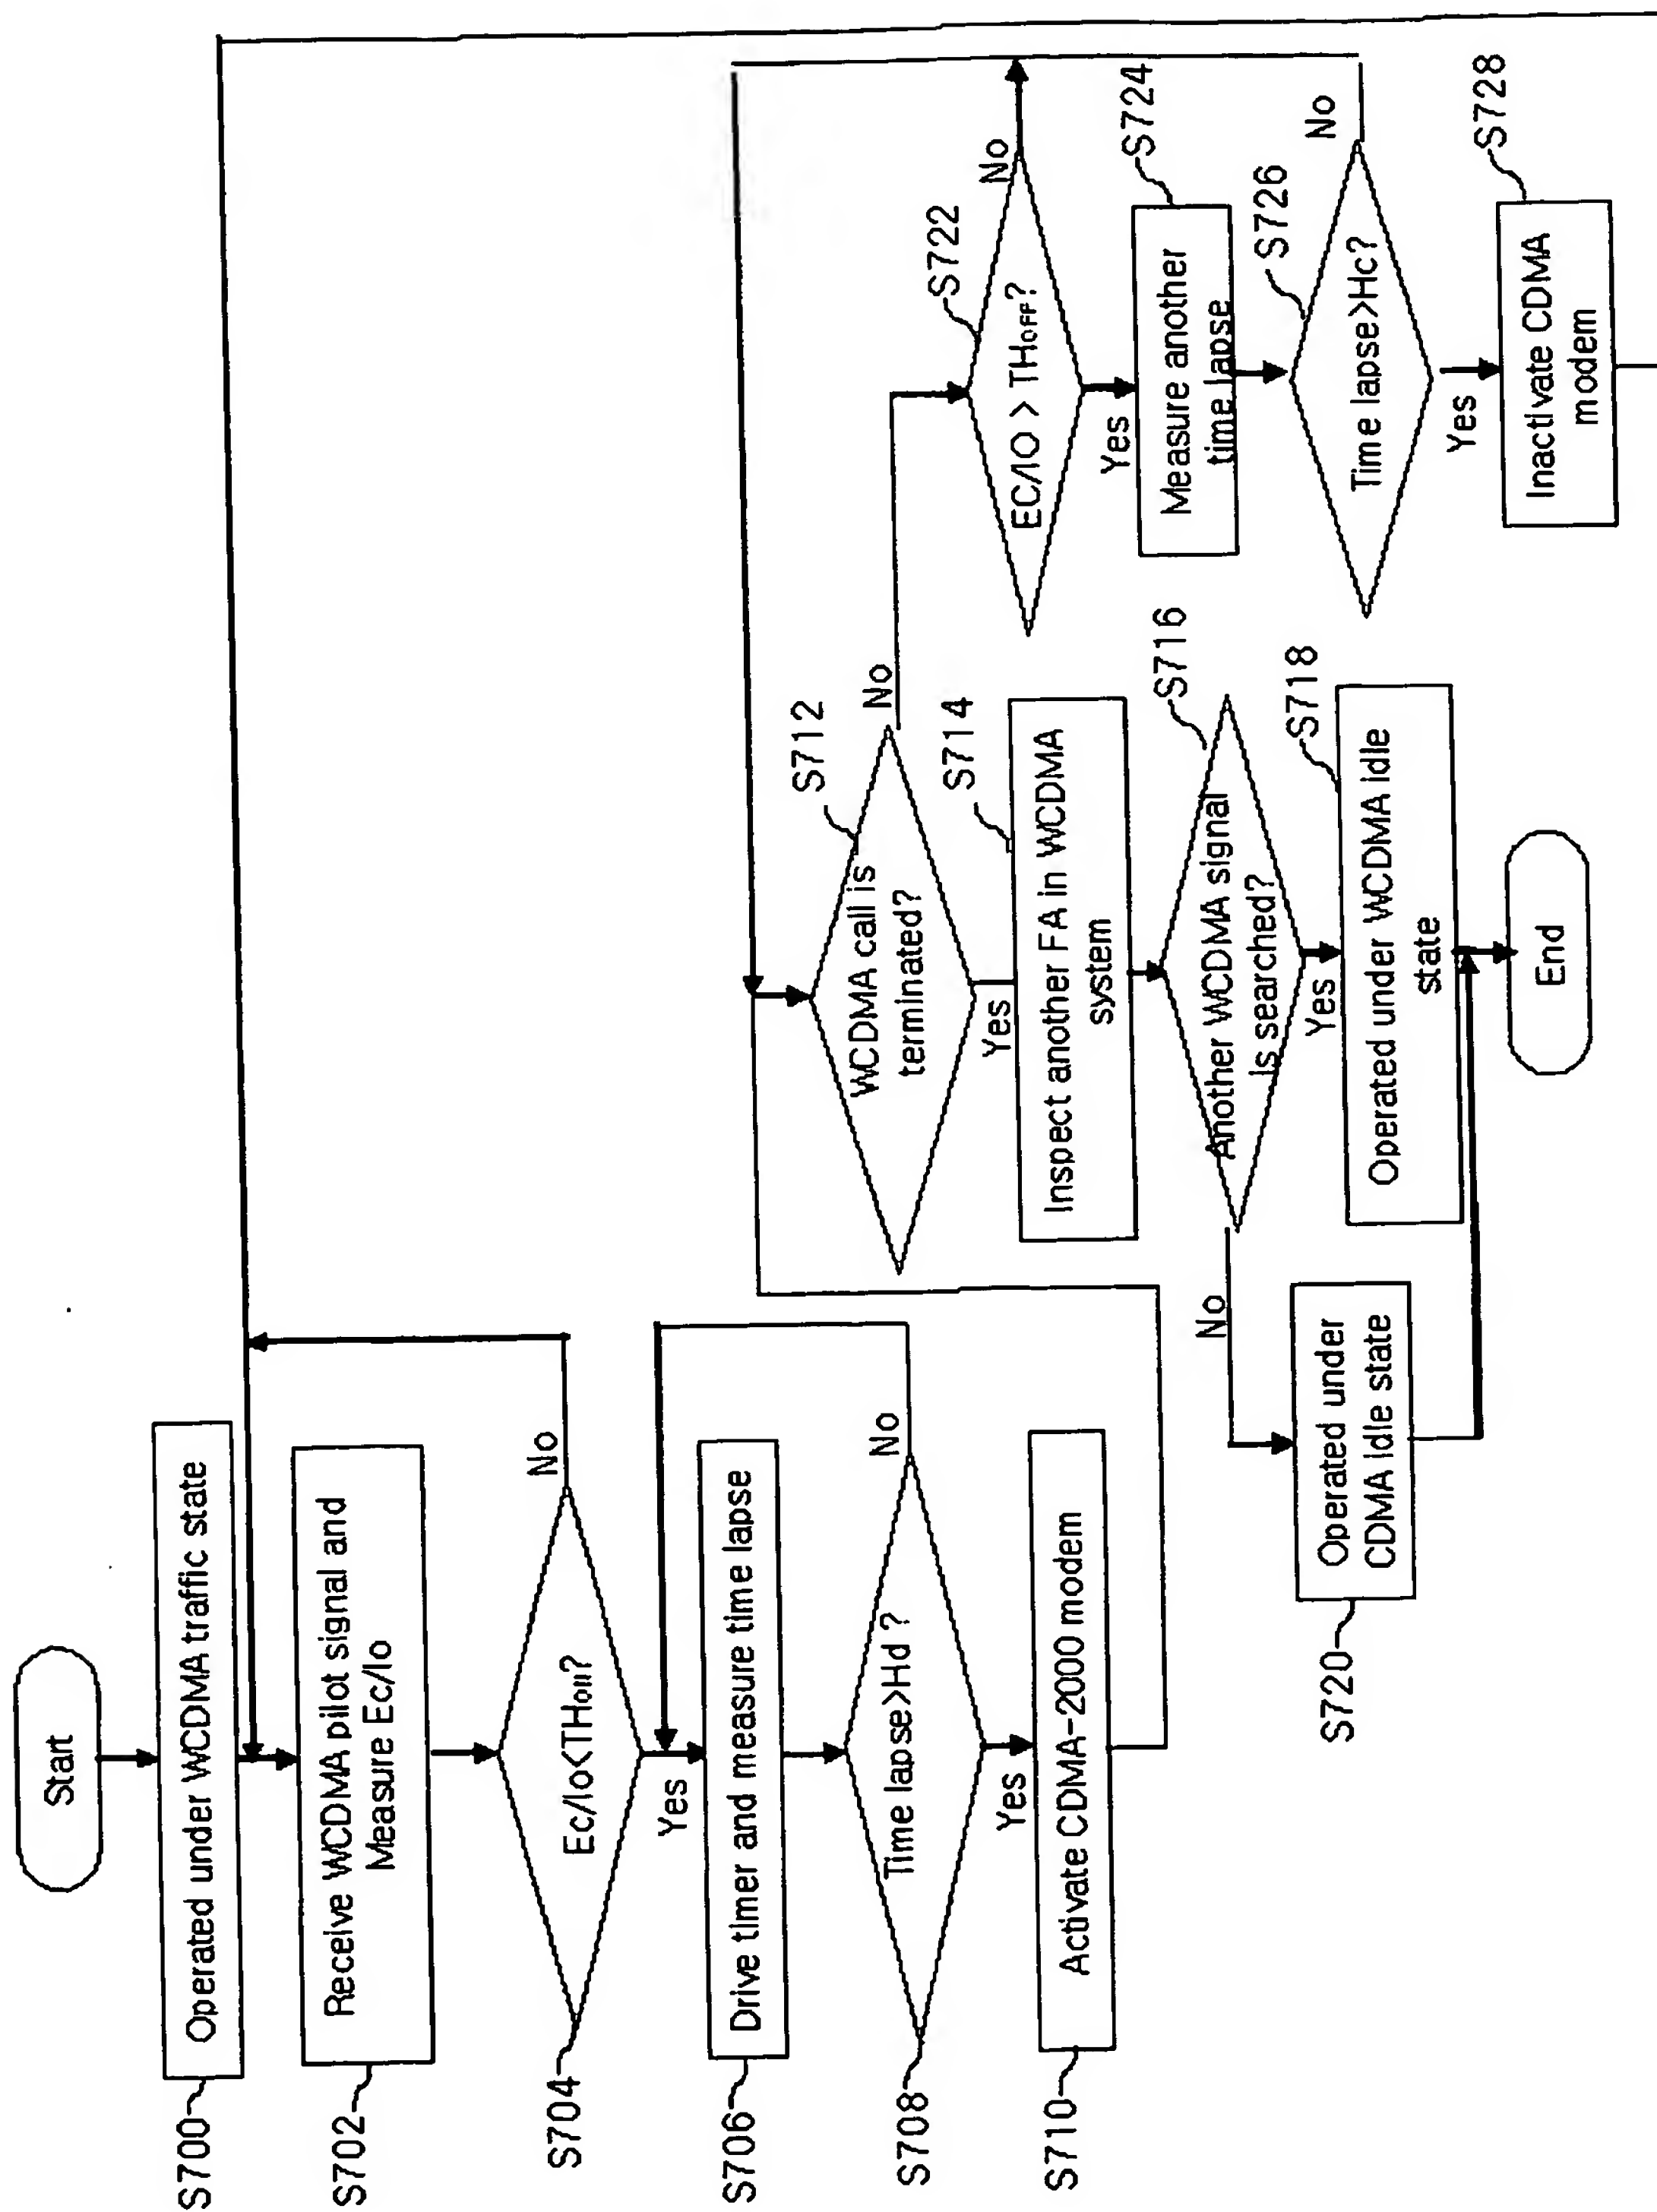 Start
S700
Operated under WCDMA traffic state
S702
Receive WCDMA pilot signal and
Measure Ec/Io
S704
Ec/Io<THon?
No
Yes
S706
Drive timer and measure time lapse
S708
Time lapse>Hd ?
No
Yes
S710
Activate CDMA-2000 modem
S712
WCDMA call is
terminated?
No
Yes
S714
Inspect another FA in WCDMA
system
S716
Another WCDMA signal
is searched?
No
Yes
S718
Operated under WCDMA idle
state
S720
Operated under
CDMA idle state
End
S722
EC/IO > THOFF?
No
Yes
S724
Measure another
time lapse
S726
Time lapse>Hc?
No
Yes
S728
Inactivate CDMA
modem